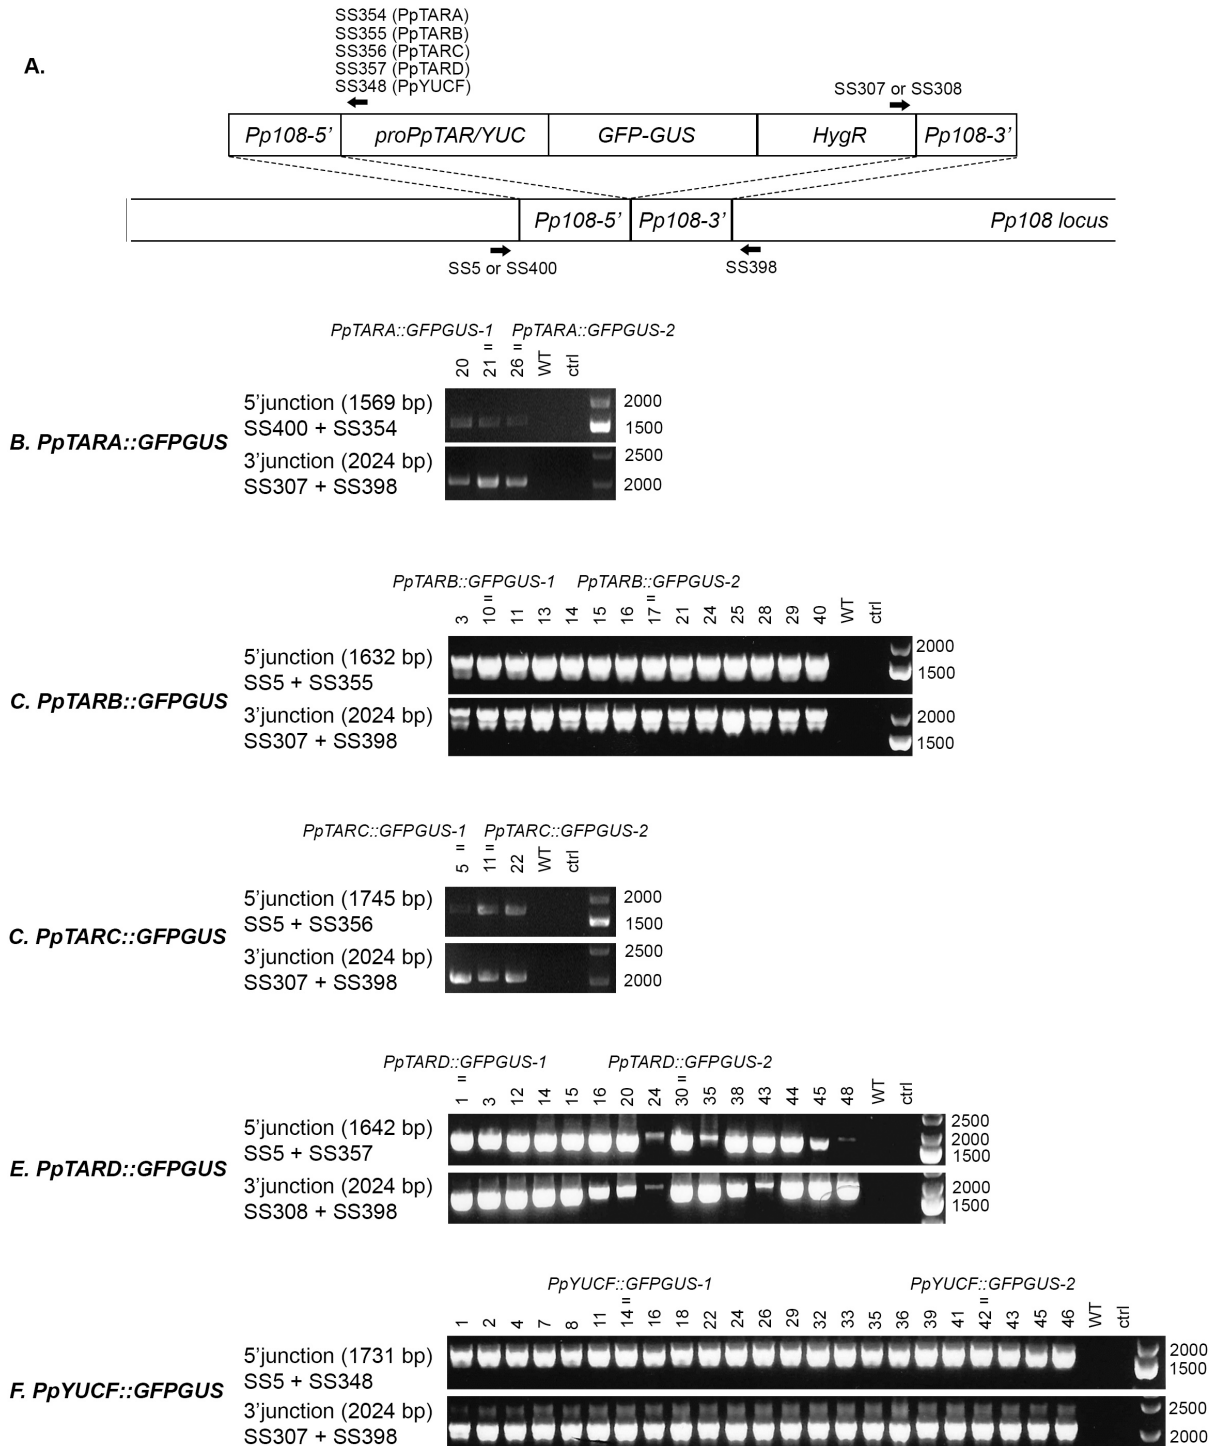 SS354 (PpTARA)
SS355 (PpTARB)
A.
SS356 (PpTARC)
SS357 (PpTARD)
SS348 (PpYUCF)
SS307 or SS308
Pp108-5’ proPpTAR/YUC GFP-GUS HygR Pp108-3’
Pp108-5’ Pp108-3’ Pp108 locus
SS5 or SS400 SS398
PpTARA::GFPGUS-1 PpTARA::GFPGUS-2
= =
20 21 26 WT ctrl
5’junction (1569 bp) 2000
SS400 + SS354 1500
B. PpTARA::GFPGUS
3’junction (2024 bp) 2500
SS307 + SS398 2000
PpTARB::GFPGUS-1 PpTARB::GFPGUS-2
= =
3 10 11 13 14 15 16 17 21 24 25 28 29 40 WT ctrl
5’junction (1632 bp) 2000
SS5 + SS355 1500
C. PpTARB::GFPGUS
3’junction (2024 bp) 2000
SS307 + SS398 1500
PpTARC::GFPGUS-1 PpTARC::GFPGUS-2
= =
5 11 22 WT ctrl
5’junction (1745 bp) 2000
SS5 + SS356 1500
C. PpTARC::GFPGUS
3’junction (2024 bp) 2500
SS307 + SS398 2000
PpTARD::GFPGUS-1 PpTARD::GFPGUS-2
= =
1 3 12 14 15 16 20 24 30 35 38 43 44 45 48 WT ctrl
2500
5’junction (1642 bp) 2000
SS5 + SS357 1500
E. PpTARD::GFPGUS
3’junction (2024 bp) 2000
SS308 + SS398 1500
PpYUCF::GFPGUS-1 PpYUCF::GFPGUS-2
= =
1 2 4 7 8 11 14 16 18 22 24 26 29 32 33 35 36 39 41 42 43 45 46 WT ctrl
5’junction (1731 bp) 2000
SS5 + SS348 1500
F. PpYUCF::GFPGUS
3’junction (2024 bp) 2500
SS307 + SS398 2000